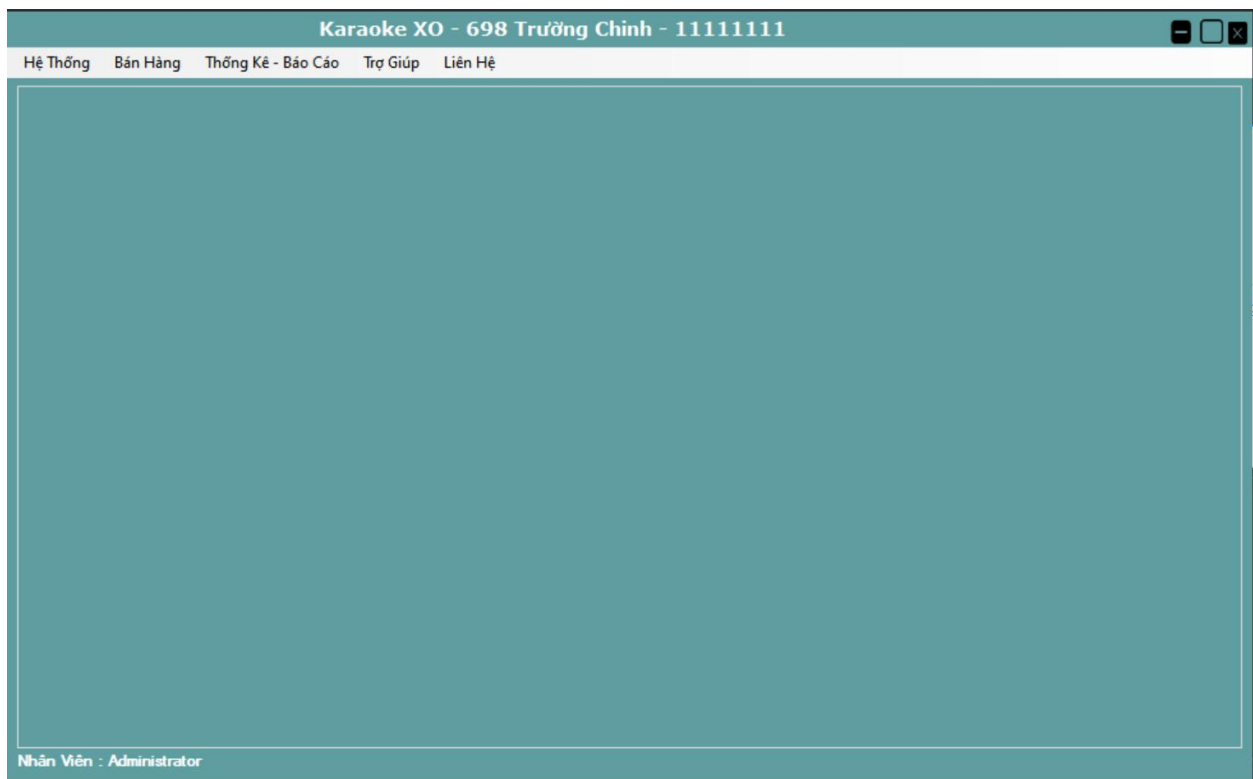 Karaoke XO - 698 Trường Chinh - 11111111
Hệ Thống Bán Hàng Thống Kê - Báo Cáo Trợ Giúp Liên Hệ
Nhân Viên : Administrator